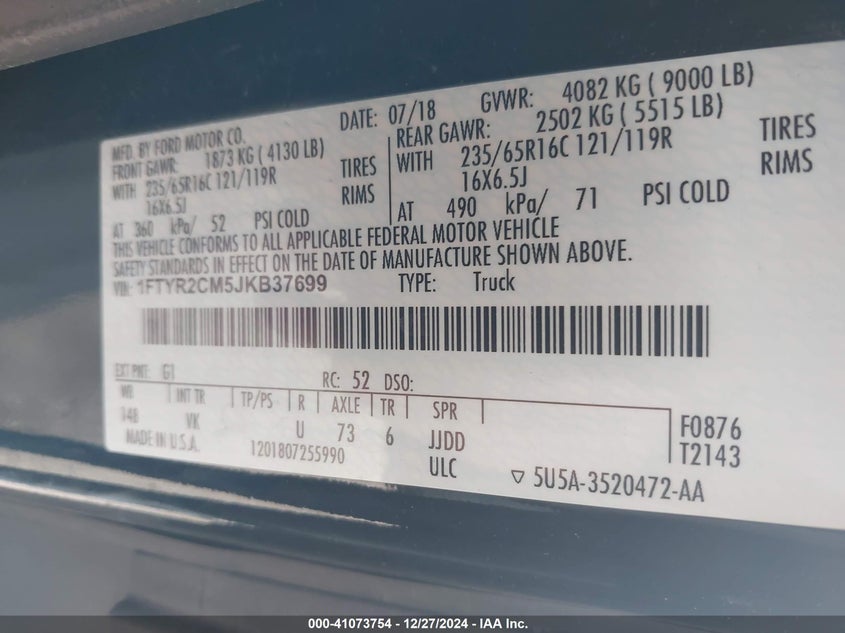 MFD. BY FORD MOTOR CO.
DATE: 07/18 GVWR: 4082 KG ( 9000 LB)
FRONT GAWR: 1873 KG ( 4130 LB)
REAR GAWR: 2502 KG ( 5515 LB)
WITH 235/65R16C 121/119R TIRES
WITH 235/65R16C 121/119R TIRES
16X6.5J RIMS
16X6.5J RIMS
AT 360 kPa/ 52 PSI COLD
AT 490 kPa/ 71 PSI COLD
THIS VEHICLE CONFORMS TO ALL APPLICABLE FEDERAL MOTOR VEHICLE
SAFETY STANDARDS IN EFFECT ON THE DATE OF MANUFACTURE SHOWN ABOVE.
VIN: 1FTYR2CM5JKB37699 TYPE: Truck
EXT PNT: G1 RC: 52 DSO:
WB INT TR TP/PS R AXLE TR SPR
148 VK U 73 6 JJDD F0876
MADE IN U.S.A. 1201807255990 ULC T2143
▽ 5U5A-3520472-AA
000-41073754 - 12/27/2024 - IAA Inc.